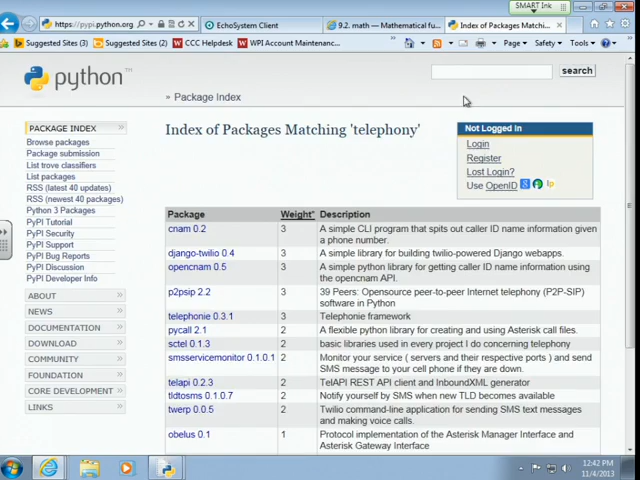 SMART Ink
https://pypi.python.org
EchoSystem Client
9.2. math — Mathematical fu...
Index of Packages Matchi...
Suggested Sites (3)
Suggested Sites (2)
CCC Helpdesk
WPI Account Maintenanc...
Page
Safety
Tools
python
TM
search
» Package Index
PACKAGE INDEX »
Browse packages
Package submission
List trove classifiers
List packages
RSS (latest 40 updates)
RSS (newest 40 packages)
Python 3 Packages
PyPI Tutorial
PyPI Security
PyPI Support
PyPI Bug Reports
PyPI Discussion
PyPI Developer Info
ABOUT »
NEWS »
DOCUMENTATION »
DOWNLOAD »
COMMUNITY »
FOUNDATION »
CORE DEVELOPMENT »
LINKS »
Index of Packages Matching 'telephony'
Not Logged In
Login
Register
Lost Login?
Use OpenID
Package Weight* Description
cnam 0.2 3 A simple CLI program that spits out caller ID name information given
a phone number.
django-twilio 0.4 3 A simple library for building twilio-powered Django webapps.
opencnam 0.5 3 A simple python library for getting caller ID name information using
the opencnam API.
p2psip 2.2 3 39 Peers: Opensource peer-to-peer Internet telephony (P2P-SIP)
software in Python
telephonie 0.3.1 3 Telephonie framework
pycall 2.1 2 A flexible python library for creating and using Asterisk call files.
sctel 0.1.3 2 basic libraries used in every project I do concerning telephony
smsservicemonitor 0.1.0.1 2 Monitor your service ( servers and their respective ports ) and send
SMS message to your cell phone if they are down.
telapi 0.2.3 2 TelAPI REST API client and InboundXML generator
tldtosms 0.1.0.7 2 Notify yourself by SMS when new TLD becomes available
twerp 0.0.5 2 Twilio command-line application for sending SMS text messages
and making voice calls.
obelus 0.1 1 Protocol implementation of the Asterisk Manager Interface and
Asterisk Gateway Interface
12:42 PM
11/4/2013